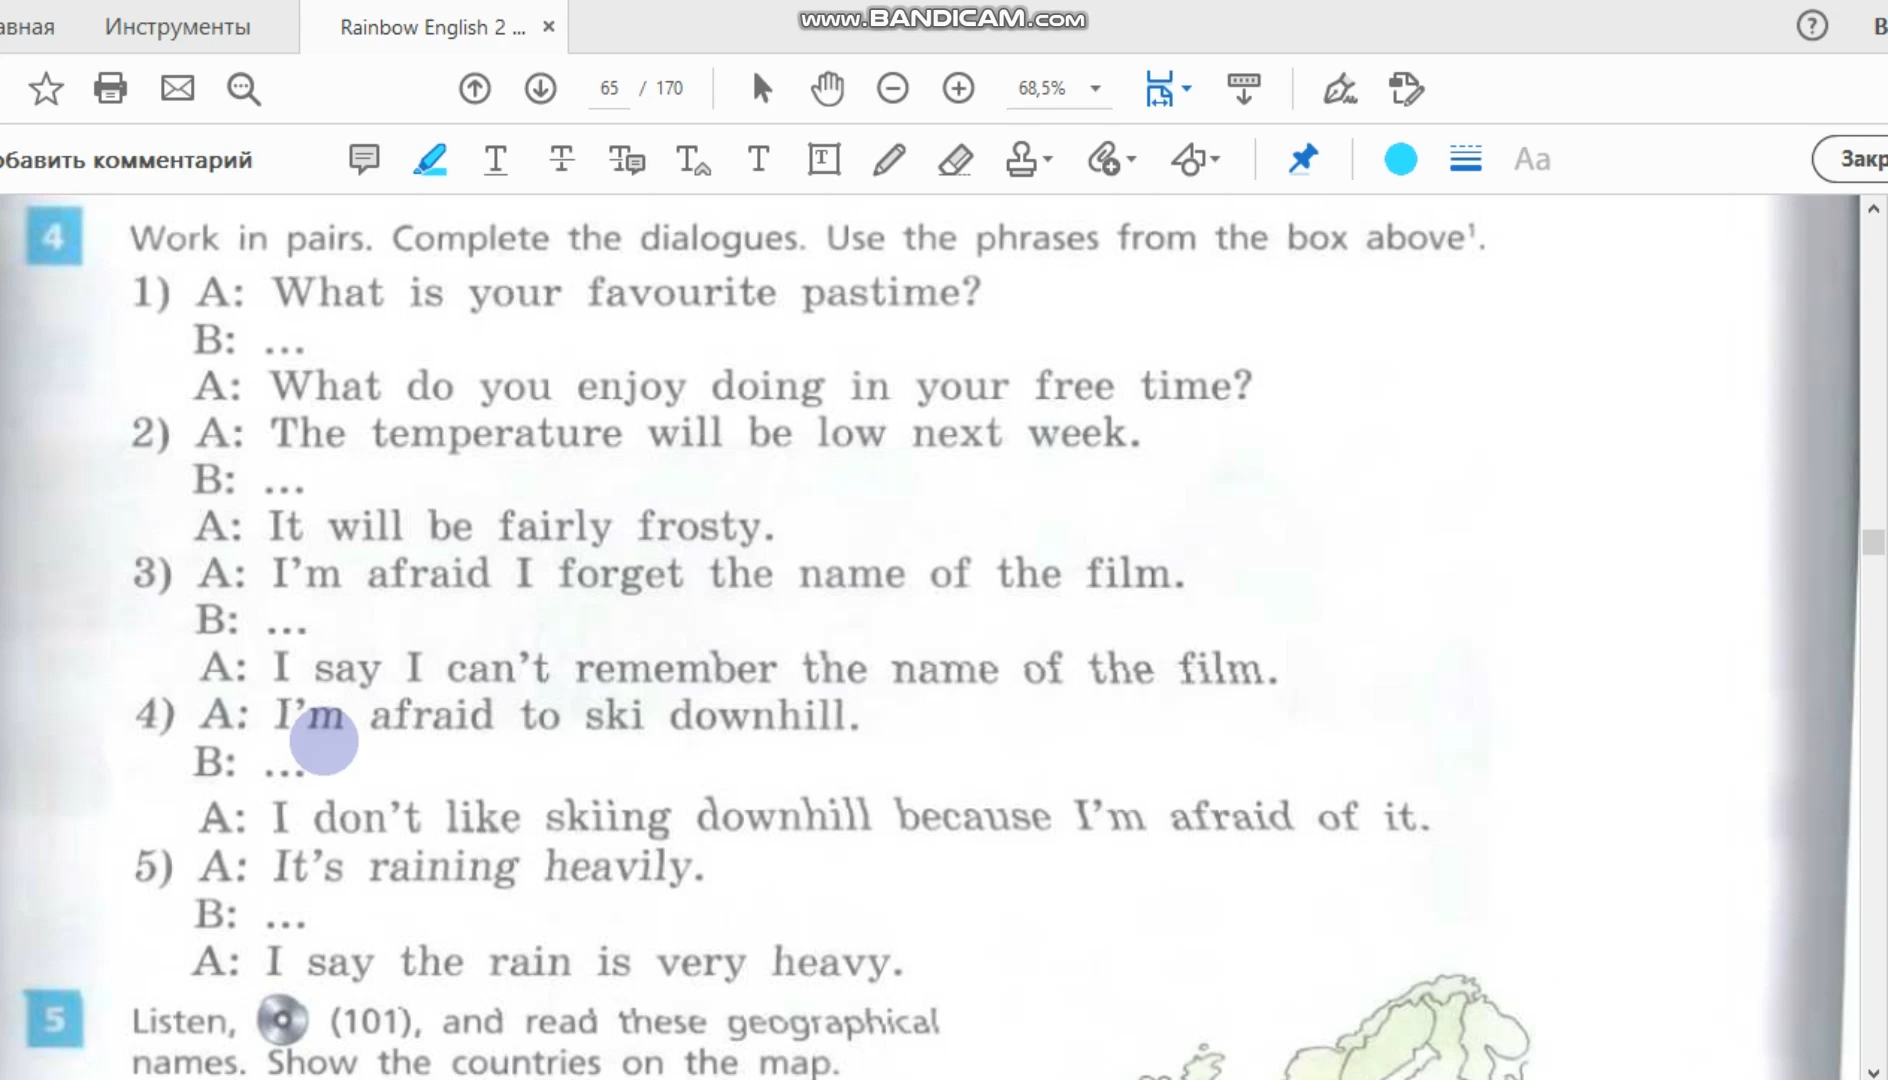 авная Инструменты Rainbow English 2 ... × www.BANDICAM.com ? В
65 / 170 68,5%
обавить комментарий T T T T T T Aa Закр
4 Work in pairs. Complete the dialogues. Use the phrases from the box above¹.
1) A: What is your favourite pastime?
B: ...
A: What do you enjoy doing in your free time?
2) A: The temperature will be low next week.
B: ...
A: It will be fairly frosty.
3) A: I'm afraid I forget the name of the film.
B: ...
A: I say I can't remember the name of the film.
4) A: I'm afraid to ski downhill.
B: ...
A: I don't like skiing downhill because I'm afraid of it.
5) A: It's raining heavily.
B: ...
A: I say the rain is very heavy.
5 Listen, (101), and read these geographical
names. Show the countries on the map.